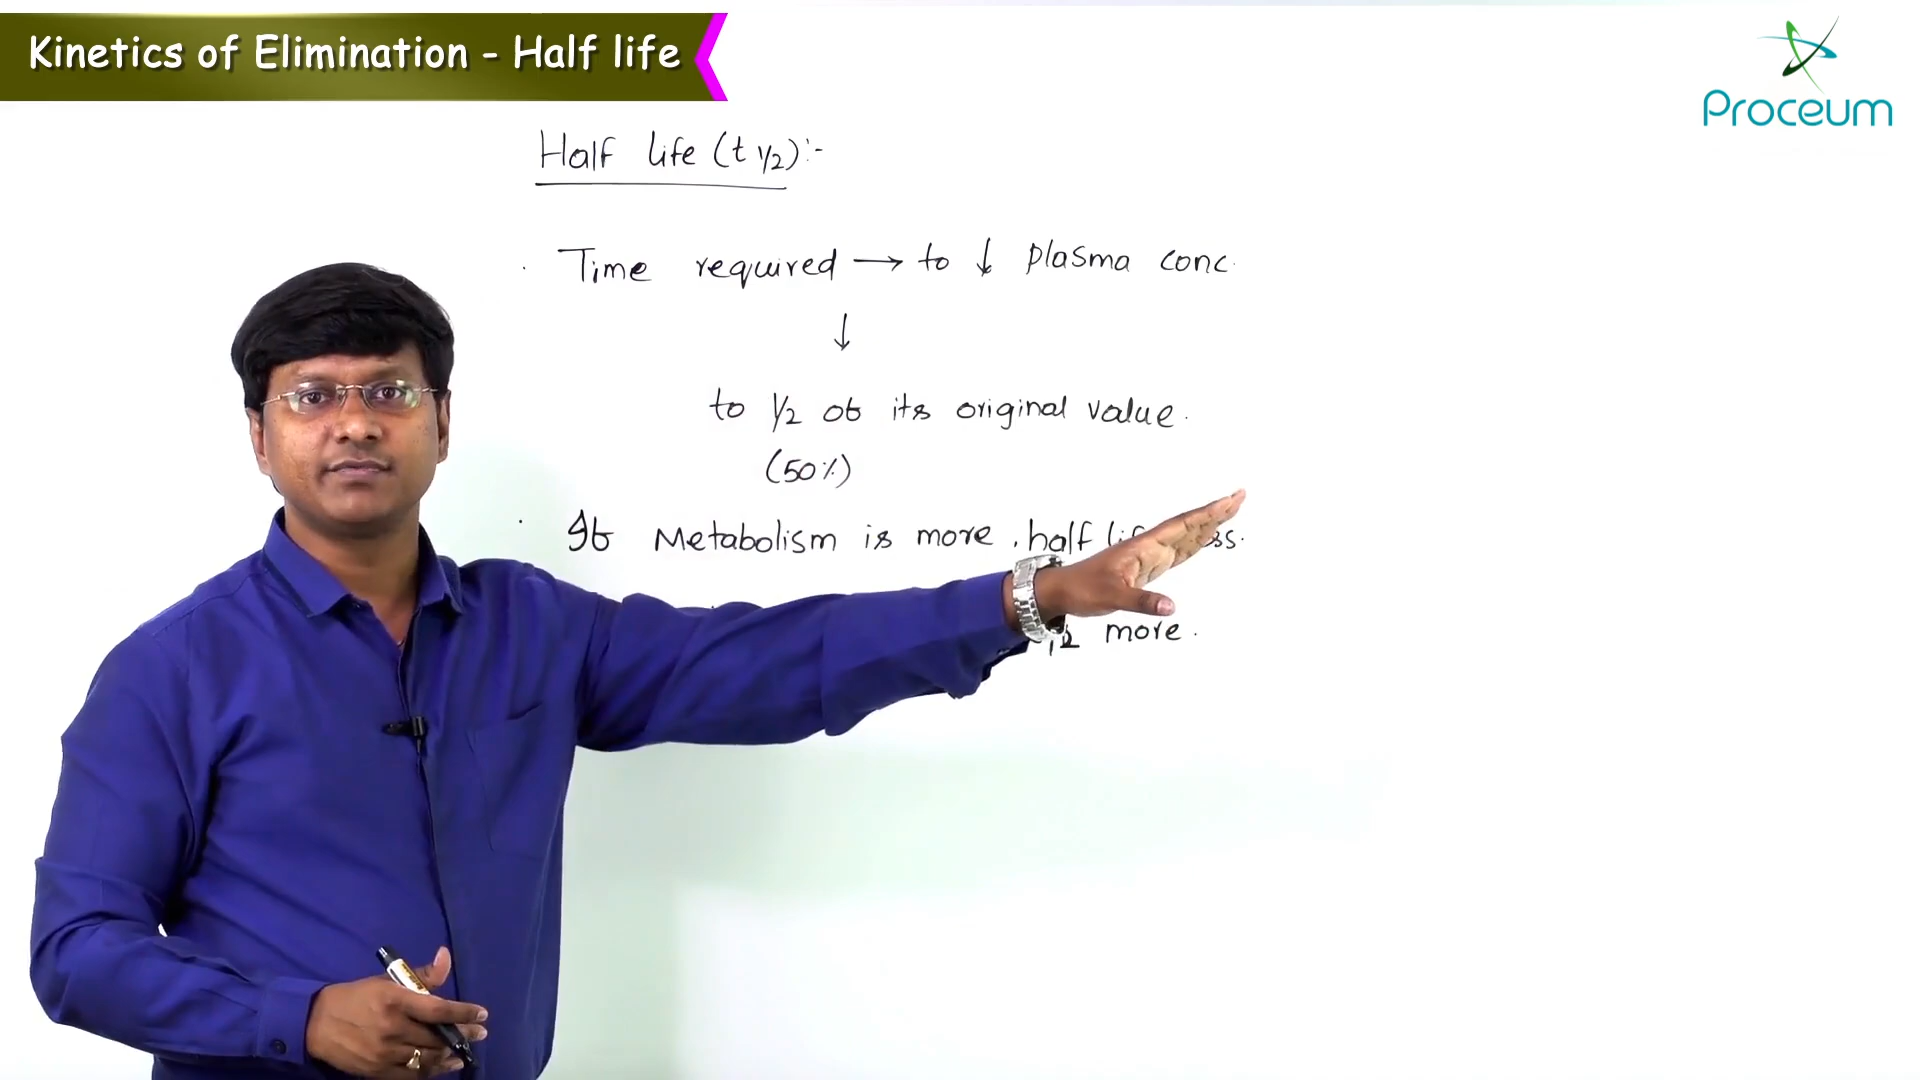 Kinetics of Elimination - Half life
Proceum
Half life (t 1/2) :-
. Time required → to ↓ plasma conc.
↓
to 1/2 of its original value.
(50%)
. If Metabolism is more, half
more.